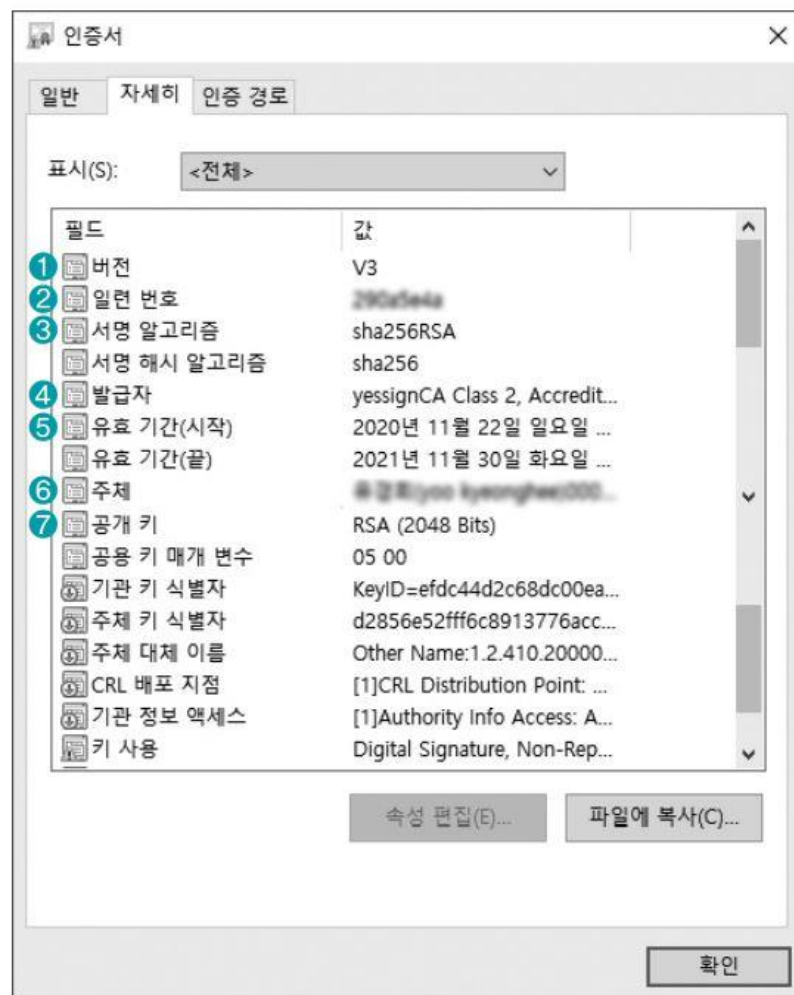 인증서
일반 자세히 인증 경로
표시(S): <전체>
필드 값
1 버전 V3
2 일련 번호
3 서명 알고리즘 sha256RSA
서명 해시 알고리즘 sha256
4 발급자 yessignCA Class 2, Accredit...
5 유효 기간(시작) 2020년 11월 22일 일요일 ...
유효 기간(끝) 2021년 11월 30일 화요일 ...
6 주체
7 공개 키 RSA (2048 Bits)
공용 키 매개 변수 05 00
기관 키 식별자 KeyID=efdc44d2c68dc00ea...
주체 키 식별자 d2856e52fff6c8913776acc...
주체 대체 이름 Other Name:1.2.410.20000...
CRL 배포 지점 [1]CRL Distribution Point: ...
기관 정보 액세스 [1]Authority Info Access: A...
키 사용 Digital Signature, Non-Rep...
속성 편집(E)... 파일에 복사(C)...
확인